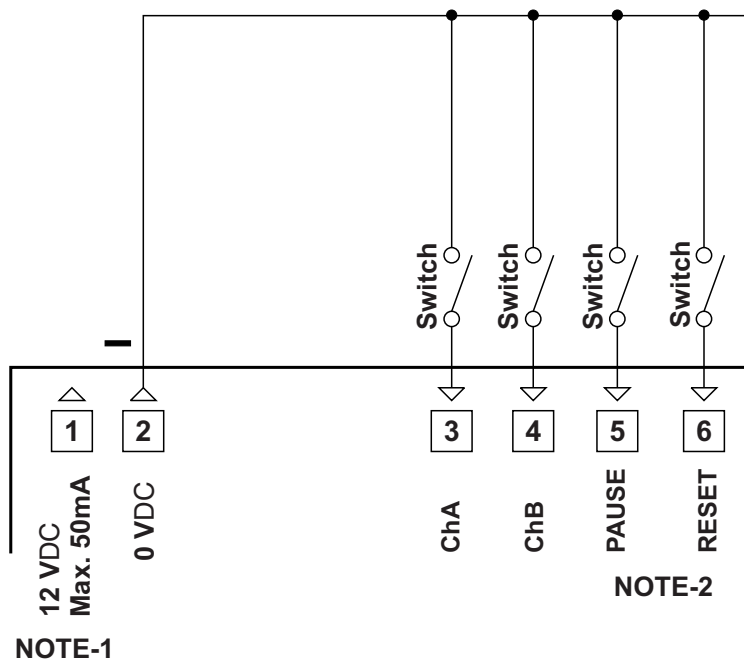 Switch
Switch
Switch
Switch
1
2
3
4
5
6
12 VDC
Max. 50mA
0 VDC
ChA
ChB
PAUSE
RESET
NOTE-2
NOTE-1